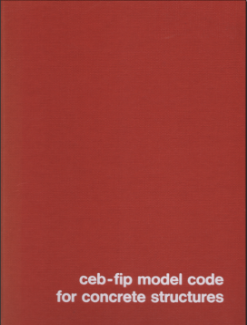 ceb-fip model code
for concrete structures